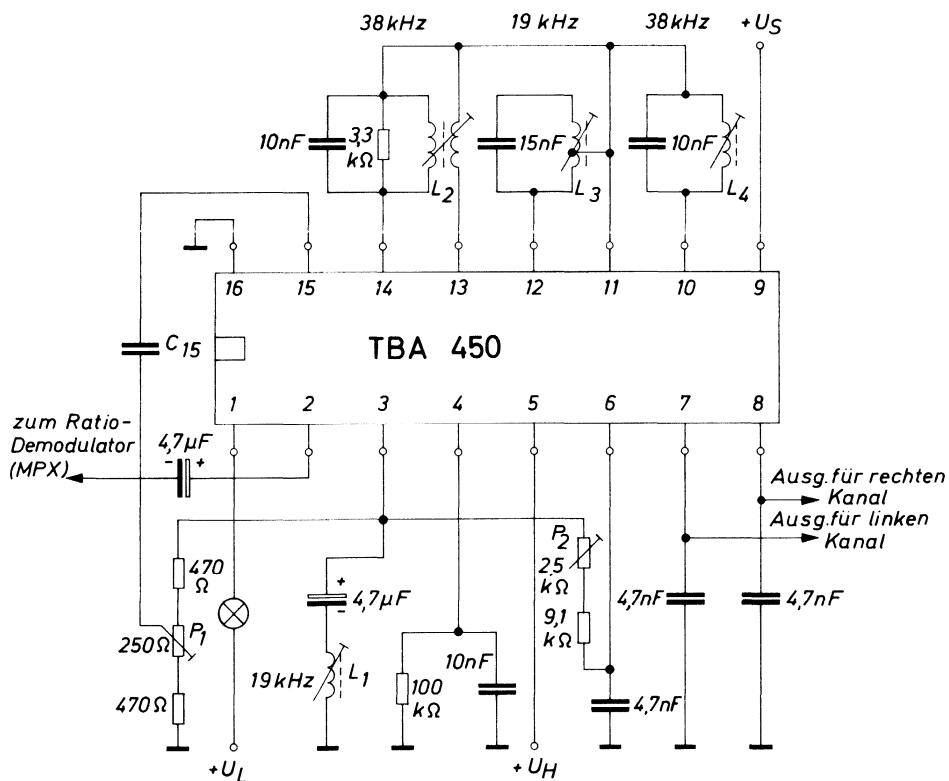 38 kHz
19 kHz
38 kHz
+U_S
10nF
3,3
kΩ
L_2
15nF
L_3
10nF
L_4
16
15
14
13
12
11
10
9
C_15
TBA 450
1
2
3
4
5
6
7
8
zum Ratio-
Demodulator
(MPX)
4,7µF
- +
Ausg. für rechten
Kanal
Ausg. für linken
Kanal
470
Ω
+
4,7µF
-
P_2
2,5
kΩ
4,7nF
4,7nF
P_1
250Ω
9,1
kΩ
19 kHz
L_1
10nF
470Ω
100
kΩ
4,7nF
+U_L
+U_H